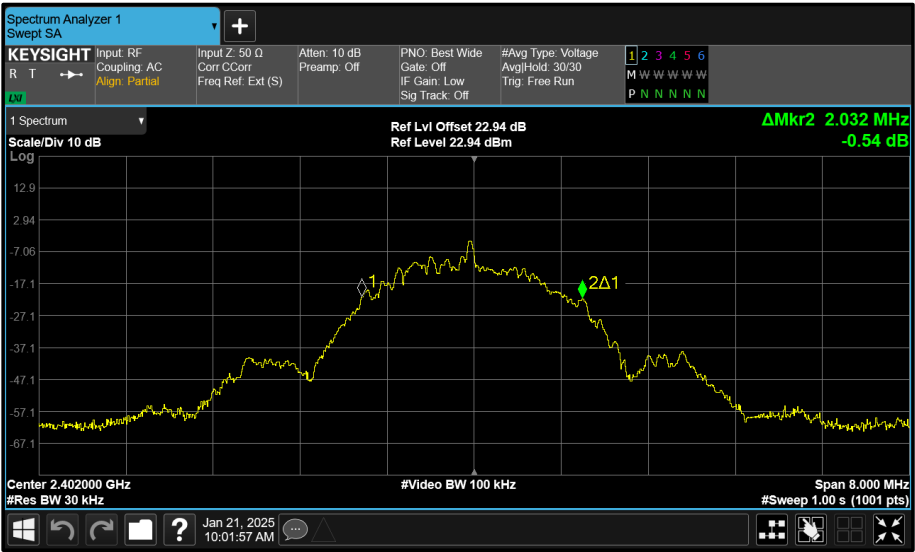 Spectrum Analyzer 1
Swept SA
KEYSIGHT
R T
LXI
Input: RF
Coupling: AC
Align: Partial
Input Z: 50 Ω
Corr CCorr
Freq Ref: Ext (S)
Atten: 10 dB
Preamp: Off
PNO: Best Wide
Gate: Off
IF Gain: Low
Sig Track: Off
#Avg Type: Voltage
Avg|Hold: 30/30
Trig: Free Run
1 2 3 4 5 6
M W W W W W
P N N N N N
1 Spectrum
Scale/Div 10 dB
Ref Lvl Offset 22.94 dB
Ref Level 22.94 dBm
ΔMkr2 2.032 MHz
-0.54 dB
Log
12.9
2.94
-7.06
-17.1
-27.1
-37.1
-47.1
-57.1
-67.1
1
2Δ1
Center 2.402000 GHz
#Res BW 30 kHz
#Video BW 100 kHz
Span 8.000 MHz
#Sweep 1.00 s (1001 pts)
?
Jan 21, 2025
10:01:57 AM